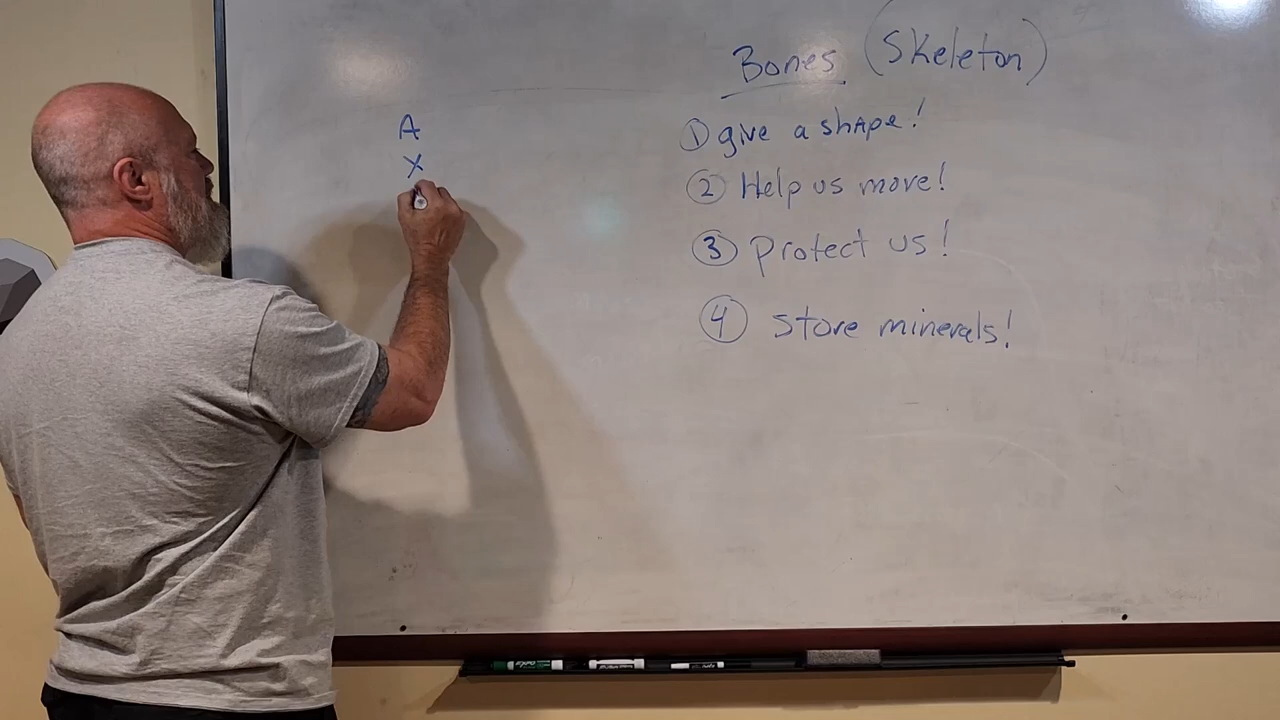 A
X
Bones (Skeleton)
① give a shape!
② Help us move!
③ Protect us!
④ Store minerals!